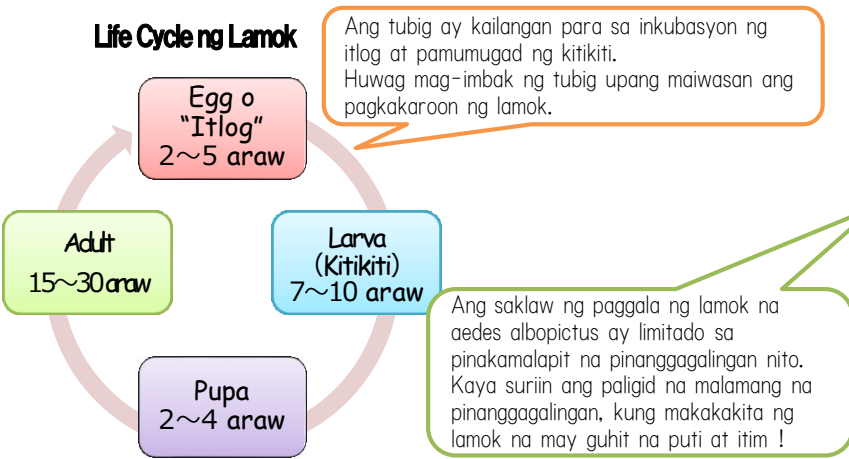 Life Cycle ng Lamok
Ang tubig ay kailangan para sa inkubasyon ng
itlog at pamumugad ng kitikiti.
Huwag mag-imbak ng tubig upang maiwasan ang
pagkakaroon ng lamok.
Egg o
"Itlog"
2～5 araw
Larva
(Kitikiti)
7～10 araw
Pupa
2～4 araw
Adult
15～30 araw
Ang saklaw ng paggala ng lamok na
aedes albopictus ay limitado sa
pinakamalapit na pinanggagalingan nito.
Kaya suriin ang paligid na malamang na
pinanggagalingan, kung makakakita ng
lamok na may guhit na puti at itim !